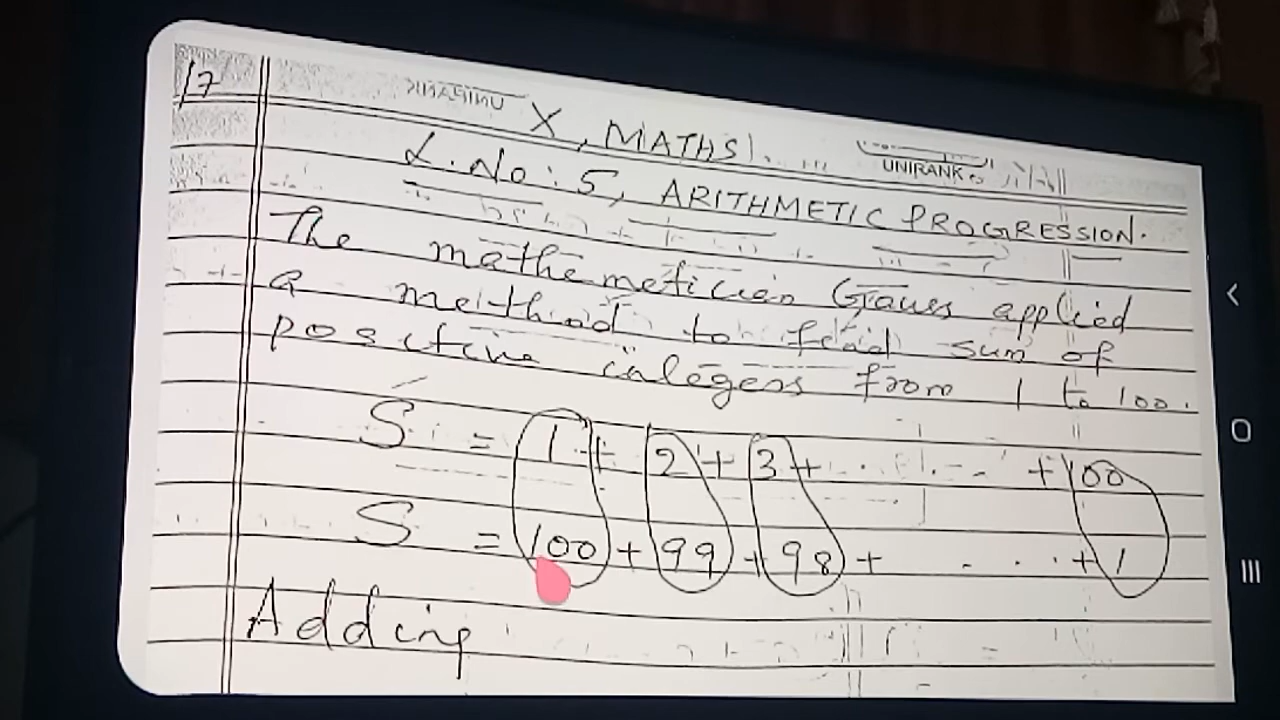 17
X, MATHS
UNIRANK
L.No: 5, ARITHMETIC PROGRESSION.
The mathemetician Gauss applied
a method to find sum of
positive integers from 1 to 100.
S = 1 + 2 + 3 + ..... + 100
S = 100 + 99 + 98 + .... + 1
Adding